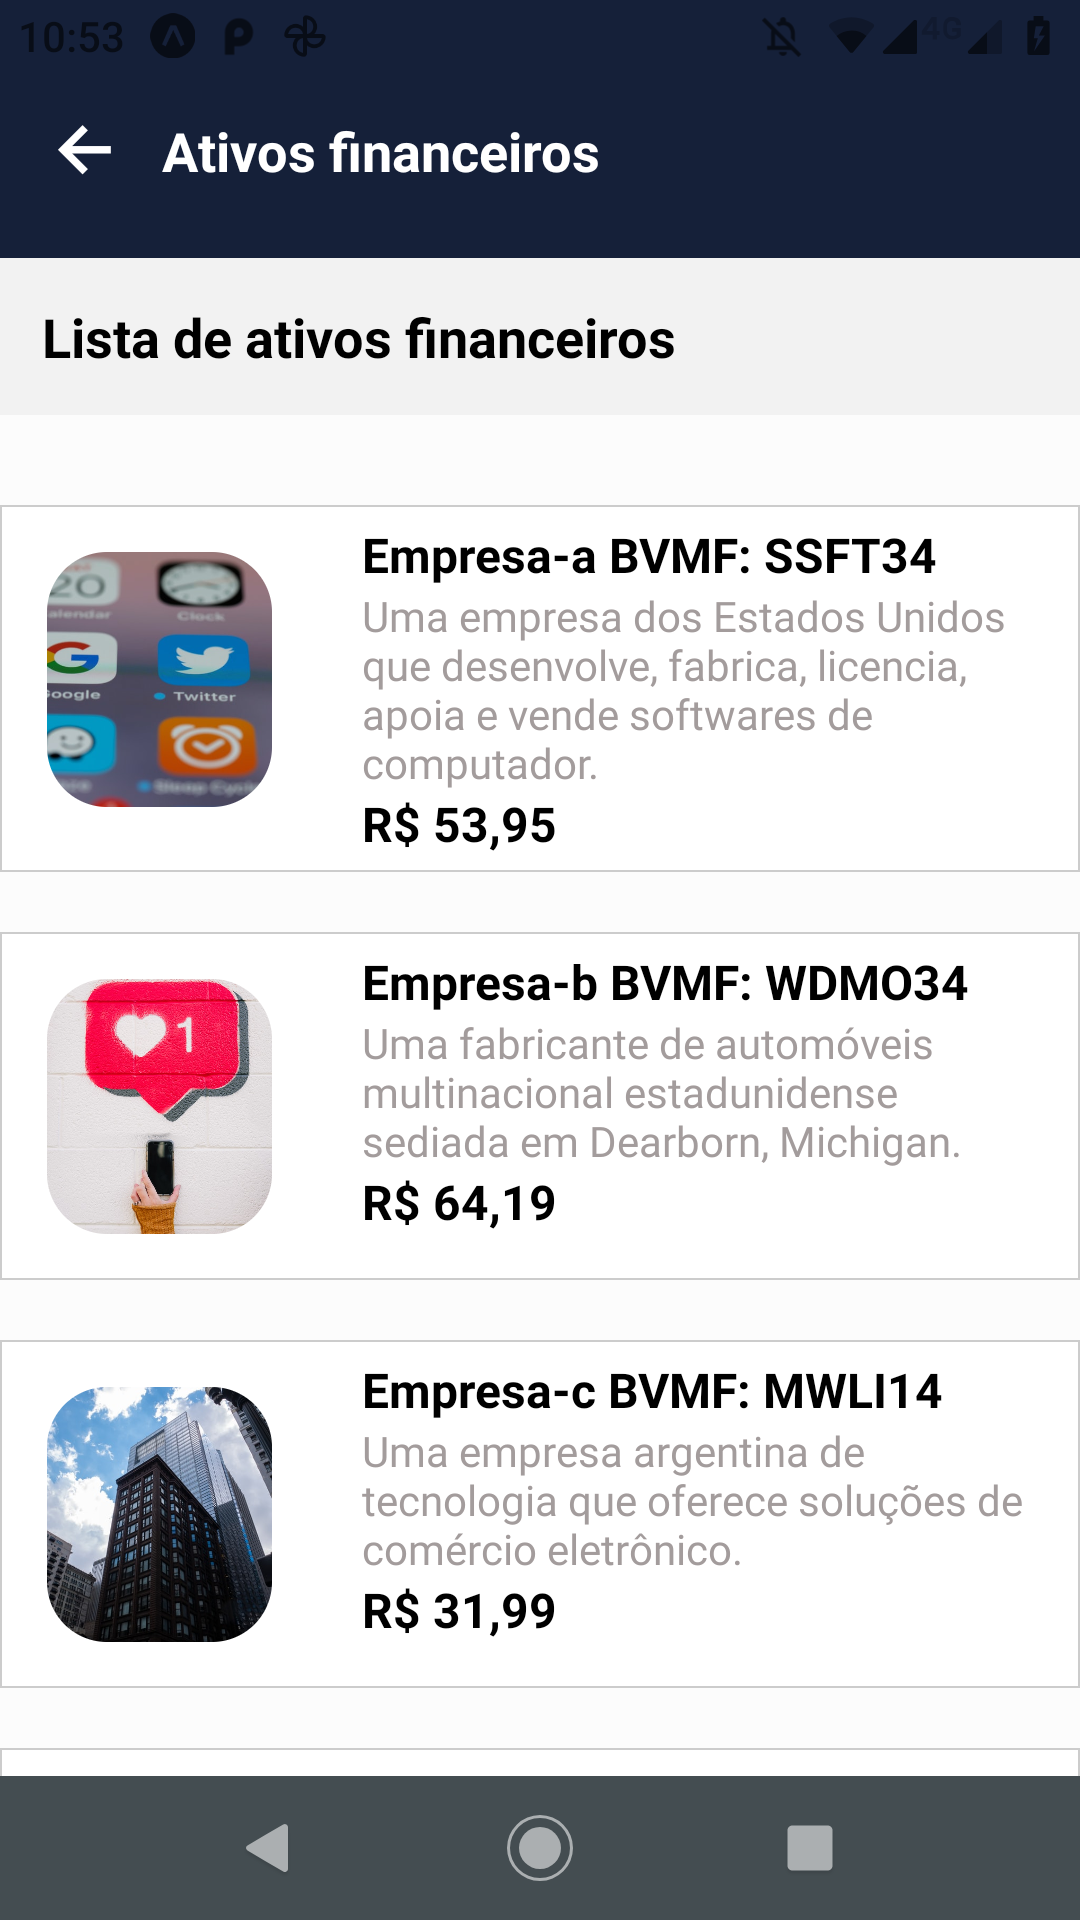 10:53
4G
Ativos financeiros
Lista de ativos financeiros
Empresa-a BVMF: SSFT34
Uma empresa dos Estados Unidos
que desenvolve, fabrica, licencia,
apoia e vende softwares de
computador.
R$ 53,95
20
alendar
Clock
oogle
Twitter
Sleep Cycle
Empresa-b BVMF: WDMO34
Uma fabricante de automóveis
multinacional estadunidense
sediada em Dearborn, Michigan.
R$ 64,19
1
Empresa-c BVMF: MWLI14
Uma empresa argentina de
tecnologia que oferece soluções de
comércio eletrônico.
R$ 31,99